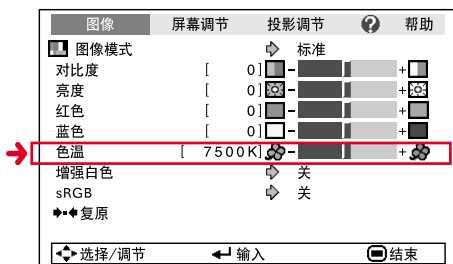 图像 屏幕调节 投影调节 ? 帮助
图像模式 标准
对比度 [ 0] - +
亮度 [ 0] - +
红色 [ 0] - +
蓝色 [ 0] - +
色温 [ 7500K] - +
增强白色 关
sRGB 关
复原
选择/调节 输入 结束